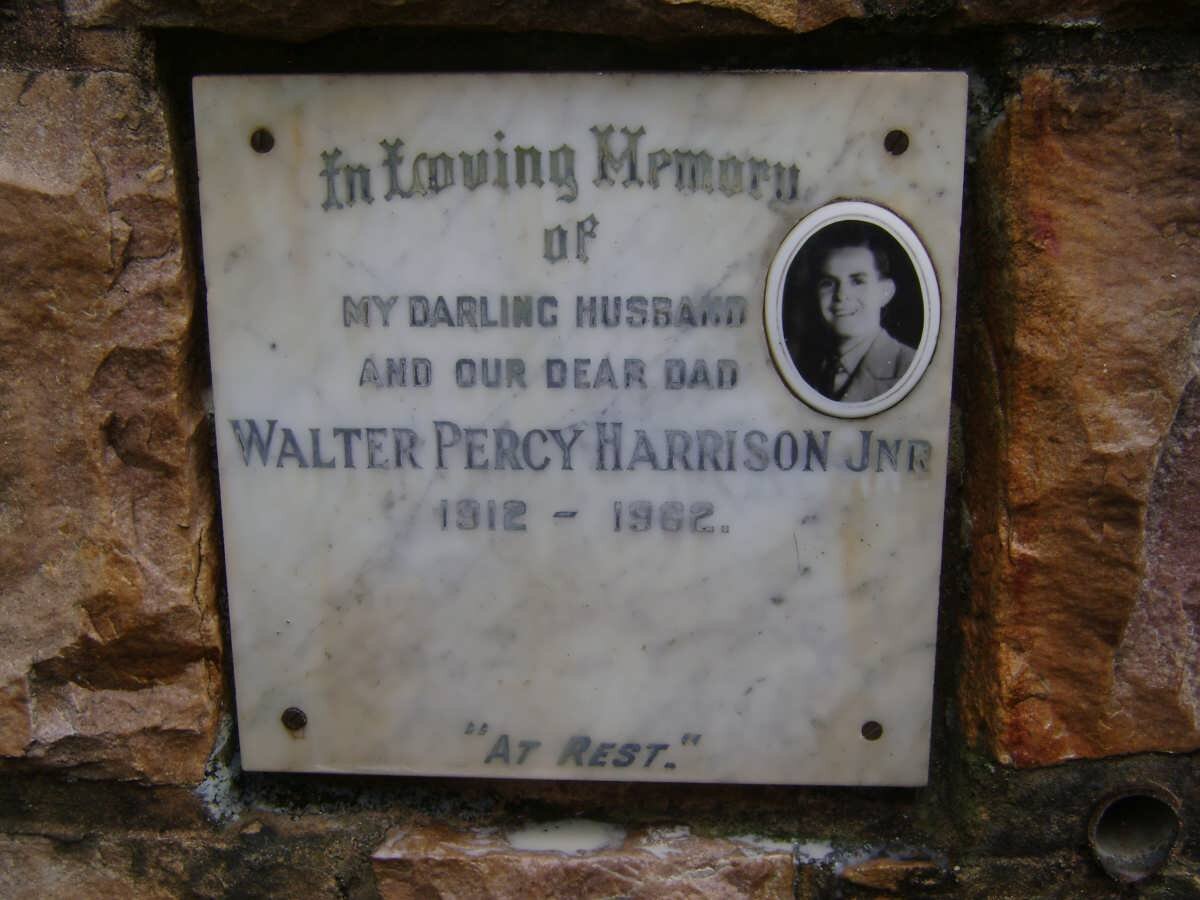 In Loving Memory
of
MY DARLING HUSBAND
AND OUR DEAR DAD
WALTER PERCY HARRISON JNR
1912 - 1962.
"AT REST."